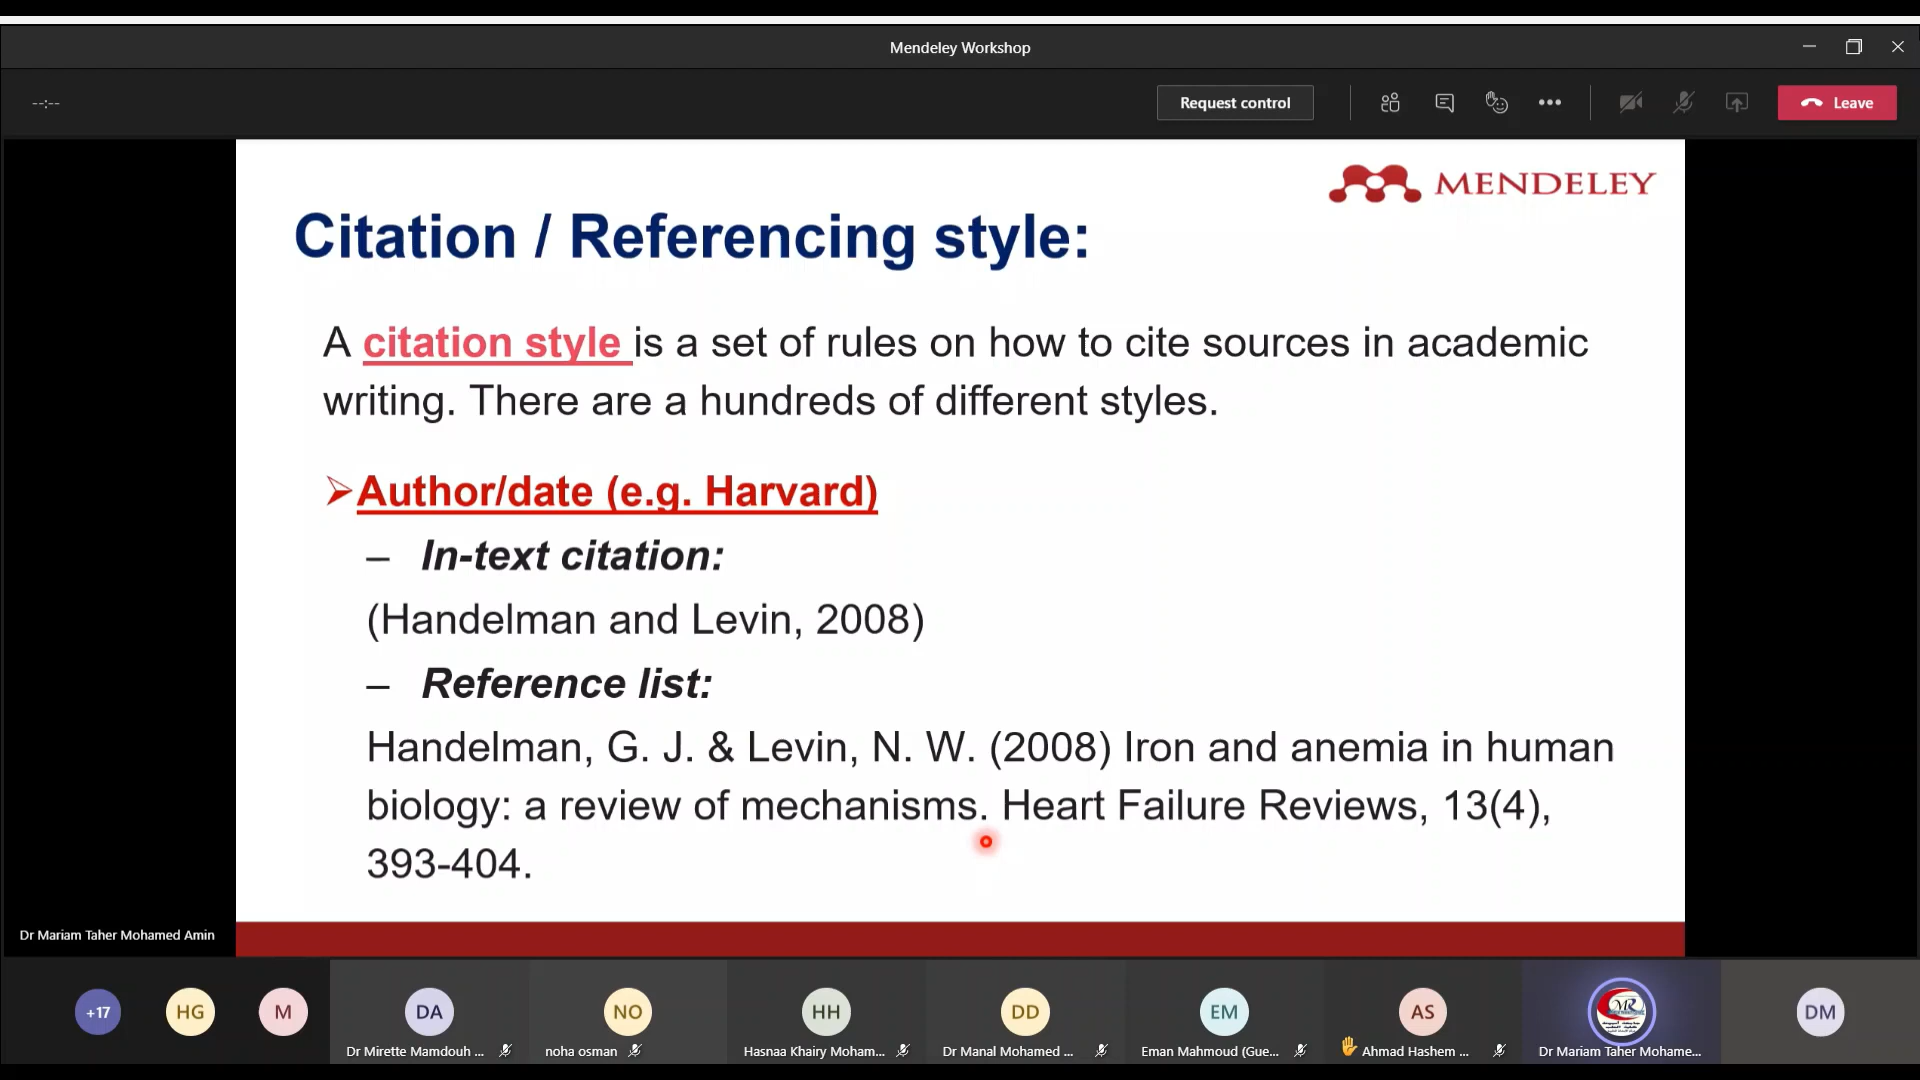 Mendeley Workshop
--:--
Request control
Leave
MENDELEY
Citation / Referencing style:
A citation style is a set of rules on how to cite sources in academic
writing. There are a hundreds of different styles.
➢Author/date (e.g. Harvard)
– In-text citation:
(Handelman and Levin, 2008)
– Reference list:
Handelman, G. J. & Levin, N. W. (2008) Iron and anemia in human
biology: a review of mechanisms. Heart Failure Reviews, 13(4),
393-404.
Dr Mariam Taher Mohamed Amin
+17
HG
M
DA
NO
HH
DD
EM
AS
MR
DM
Dr Mirette Mamdouh ...
noha osman
Hasnaa Khairy Moham...
Dr Manal Mohamed ...
Eman Mahmoud (Gue...
Ahmad Hashem ...
Dr Mariam Taher Mohame...